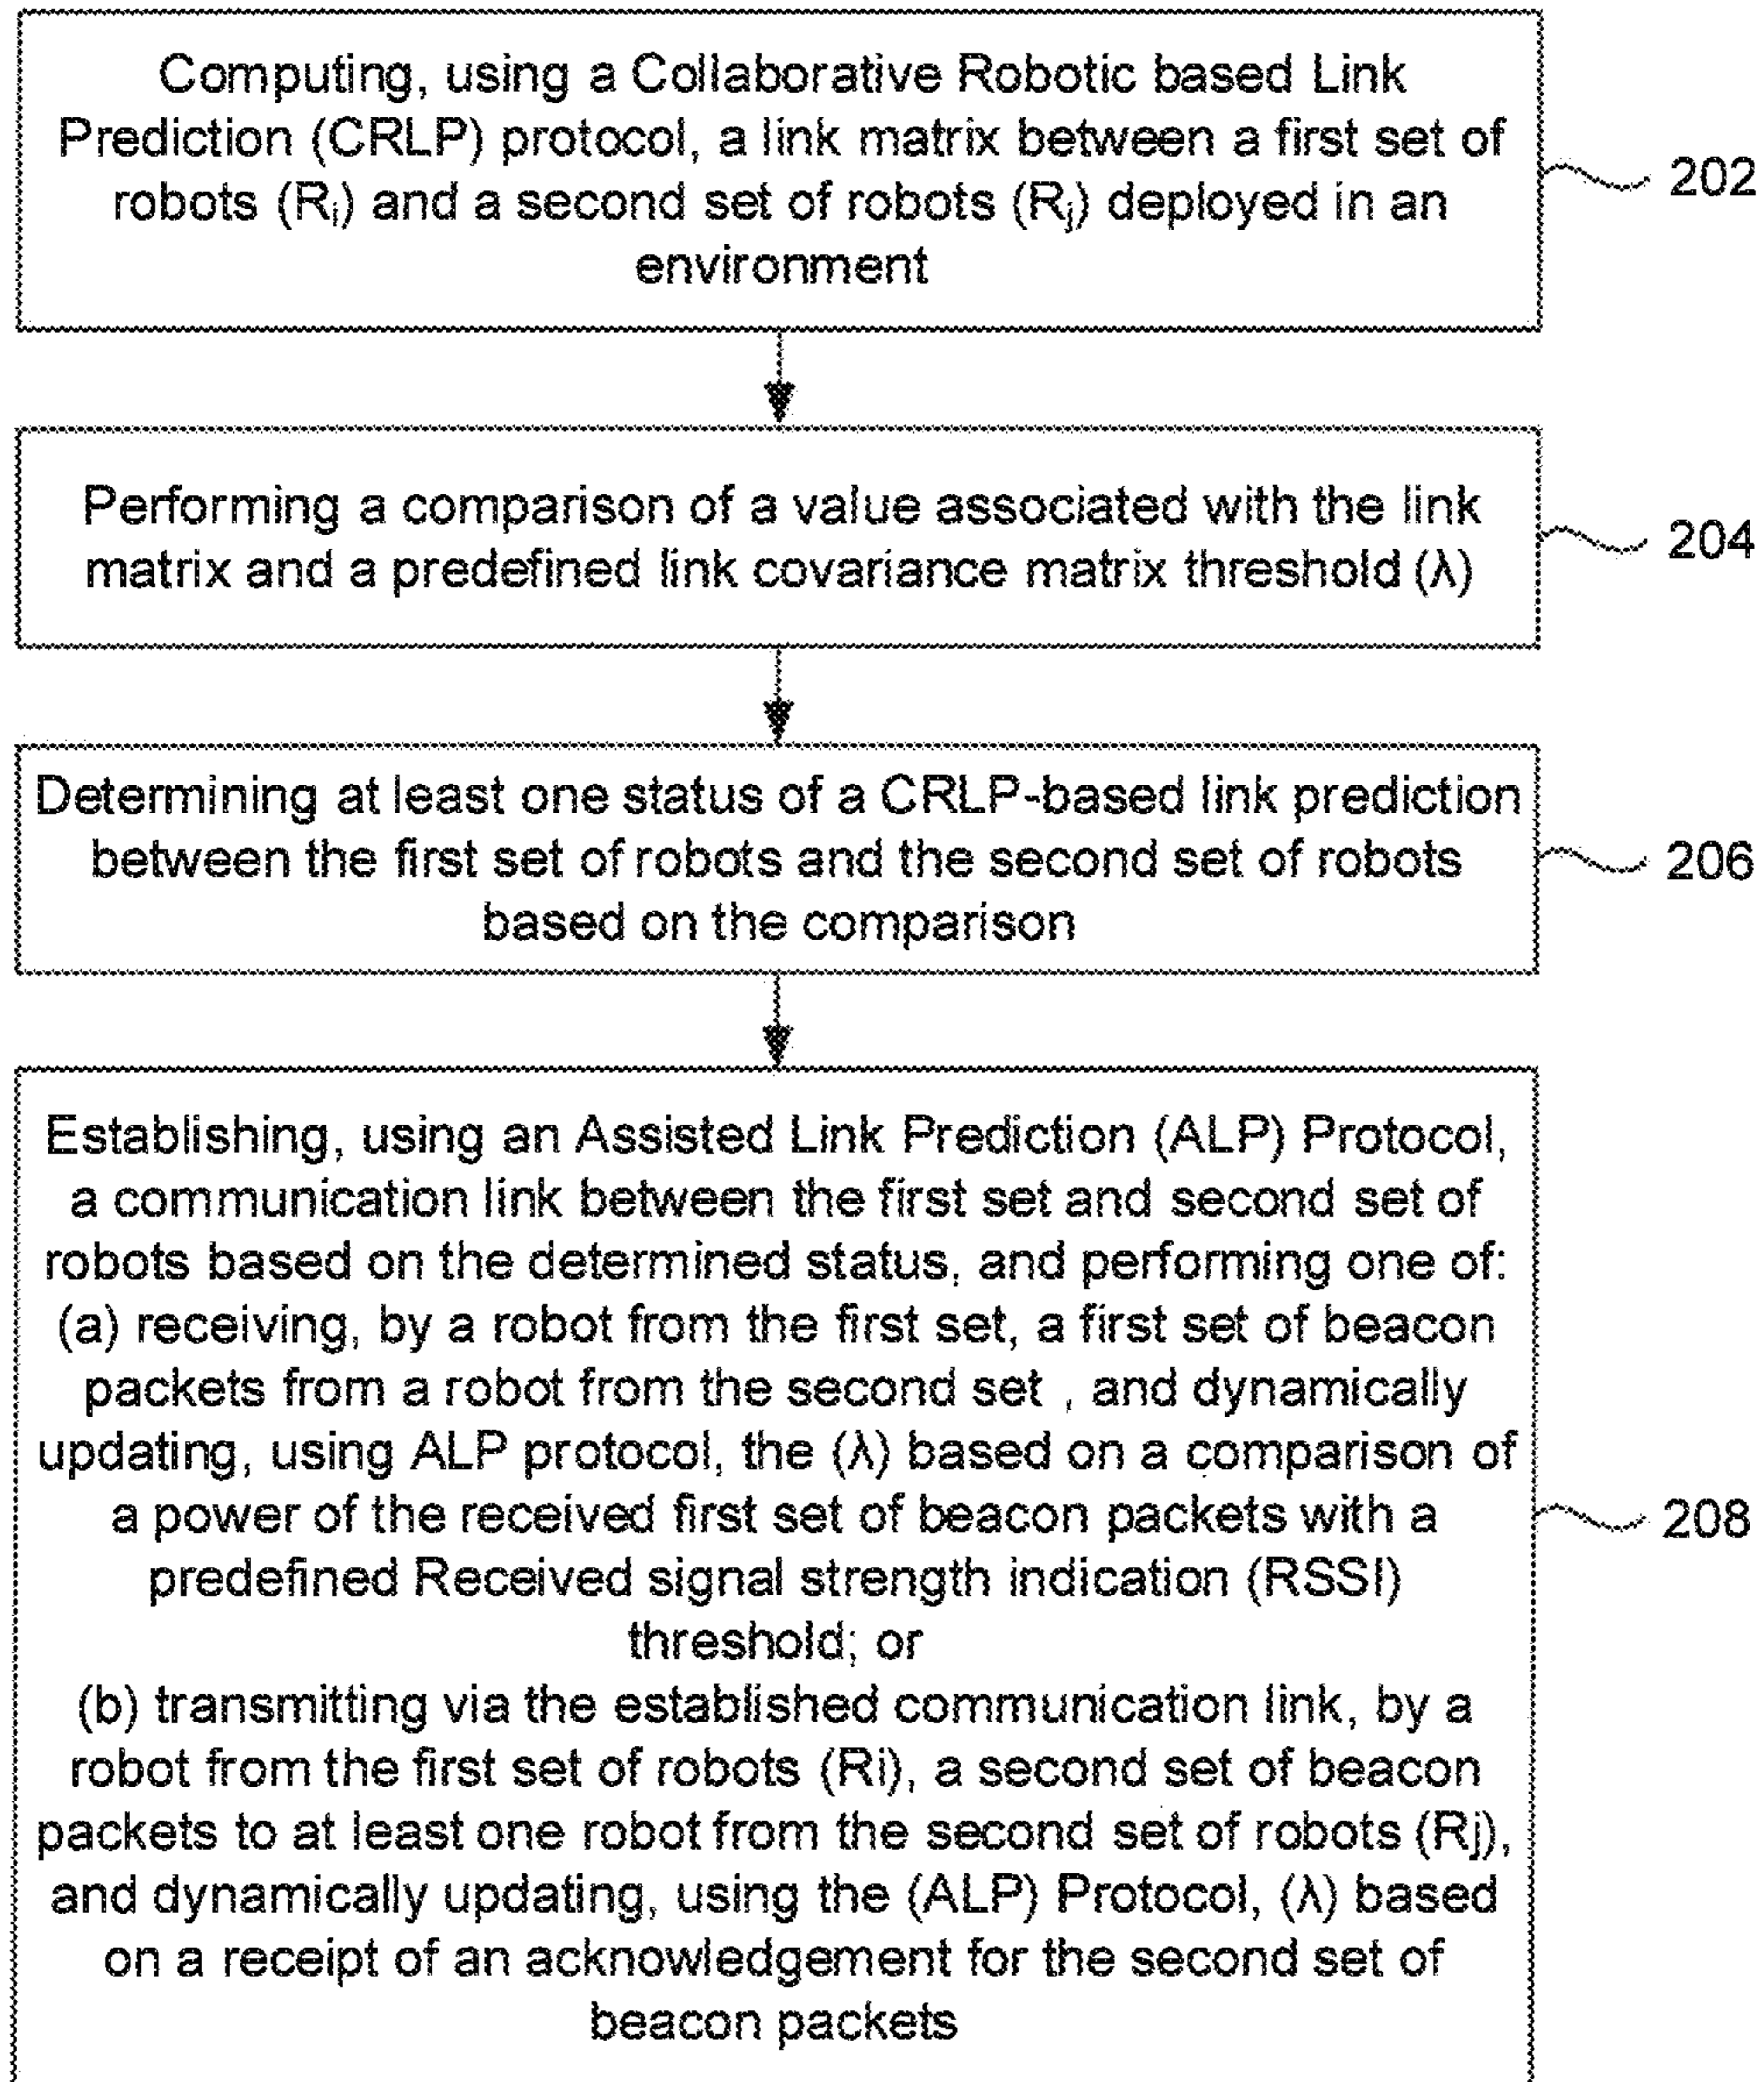 Computing, using a Collaborative Robotic based Link
Prediction (CRLP) protocol, a link matrix between a first set of
robots (Ri) and a second set of robots (Rj) deployed in an
environment
202
Performing a comparison of a value associated with the link
matrix and a predefined link covariance matrix threshold (λ)
204
Determining at least one status of a CRLP-based link prediction
between the first set of robots and the second set of robots
based on the comparison
206
Establishing, using an Assisted Link Prediction (ALP) Protocol,
a communication link between the first set and second set of
robots based on the determined status, and performing one of:
(a) receiving, by a robot from the first set, a first set of beacon
packets from a robot from the second set , and dynamically
updating, using ALP protocol, the (λ) based on a comparison of
a power of the received first set of beacon packets with a
predefined Received signal strength indication (RSSI)
threshold; or
(b) transmitting via the established communication link, by a
robot from the first set of robots (Ri), a second set of beacon
packets to at least one robot from the second set of robots (Rj),
and dynamically updating, using the (ALP) Protocol, (λ) based
on a receipt of an acknowledgement for the second set of
beacon packets
208